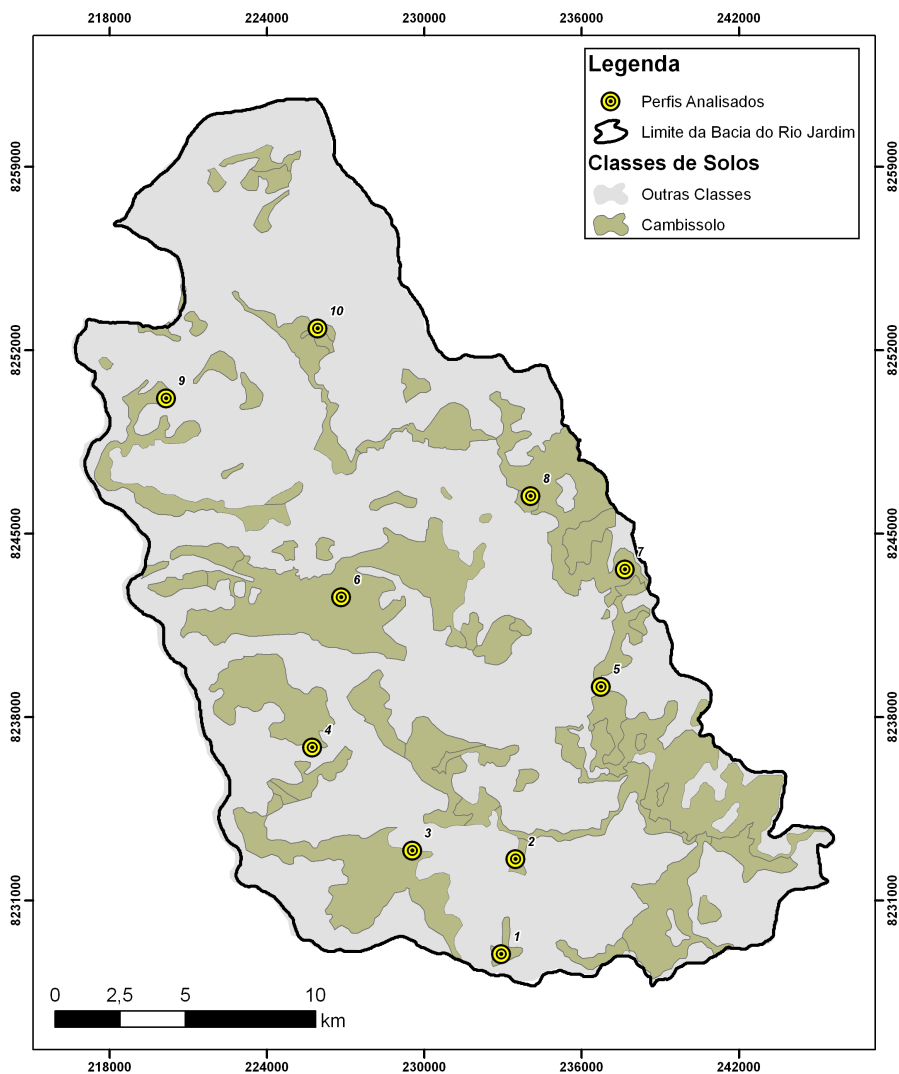 218000 224000 230000 236000 242000
Legenda
Perfis Analisados
Limite da Bacia do Rio Jardim
Classes de Solos
Outras Classes
Cambissolo
8259000 8259000
10
8252000 8252000
9
8
8245000 8245000
7
6
5
8238000 8238000
4
3
2
8231000 8231000
1
0 2,5 5 10
km
218000 224000 230000 236000 242000